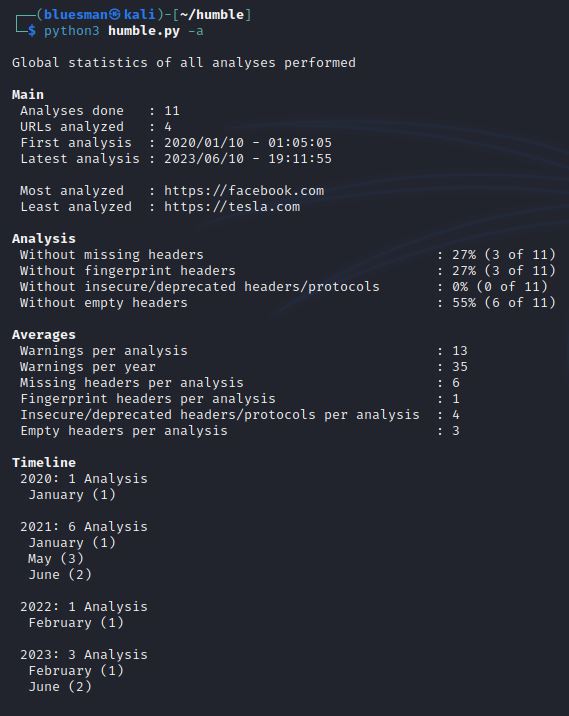 ┌──(bluesman㉿kali)-[~/humble]
└─$ python3 humble.py -a
Global statistics of all analyses performed
Main
Analyses done : 11
URLs analyzed : 4
First analysis : 2020/01/10 - 01:05:05
Latest analysis : 2023/06/10 - 19:11:55
Most analyzed : https://facebook.com
Least analyzed : https://tesla.com
Analysis
Without missing headers : 27% (3 of 11)
Without fingerprint headers : 27% (3 of 11)
Without insecure/deprecated headers/protocols : 0% (0 of 11)
Without empty headers : 55% (6 of 11)
Averages
Warnings per analysis : 13
Warnings per year : 35
Missing headers per analysis : 6
Fingerprint headers per analysis : 1
Insecure/deprecated headers/protocols per analysis : 4
Empty headers per analysis : 3
Timeline
2020: 1 Analysis
January (1)
2021: 6 Analysis
January (1)
May (3)
June (2)
2022: 1 Analysis
February (1)
2023: 3 Analysis
February (1)
June (2)